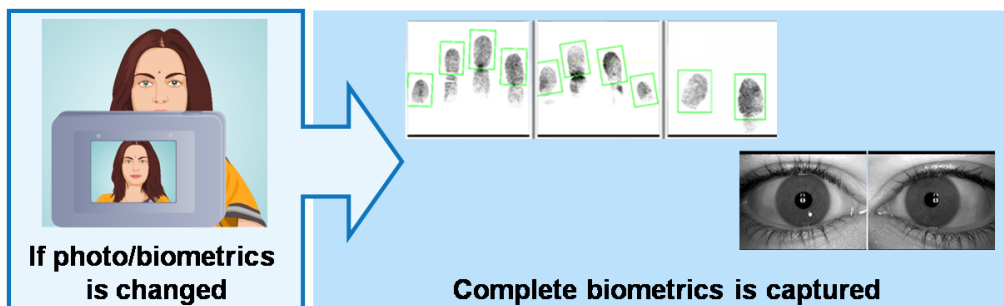 If photo/biometrics
is changed
Complete biometrics is captured